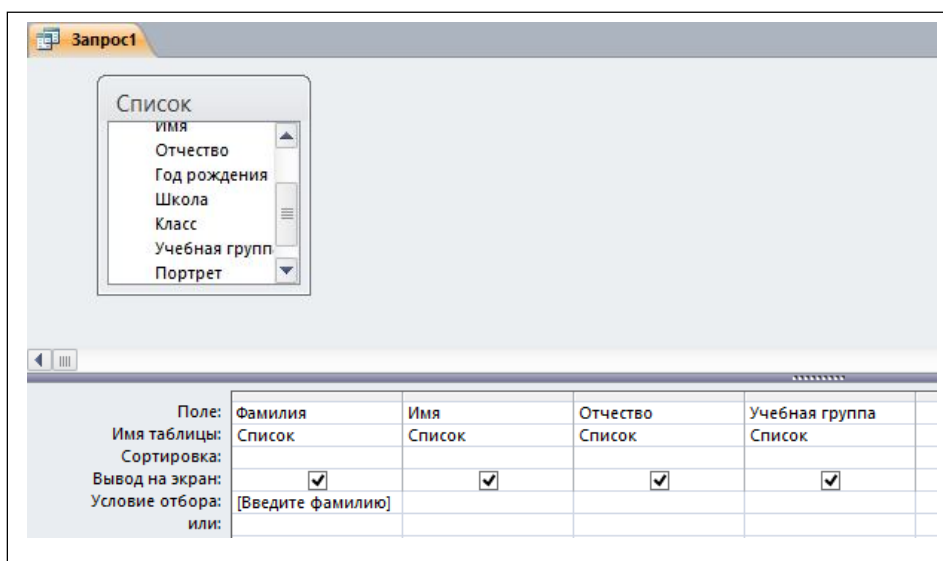 Запрос1
Список
Имя
Отчество
Год рождения
Школа
Класс
Учебная групп
Портрет
Поле: Фамилия Имя Отчество Учебная группа
Имя таблицы: Список Список Список Список
Сортировка:
Вывод на экран:
Условие отбора: [Введите фамилию]
или: